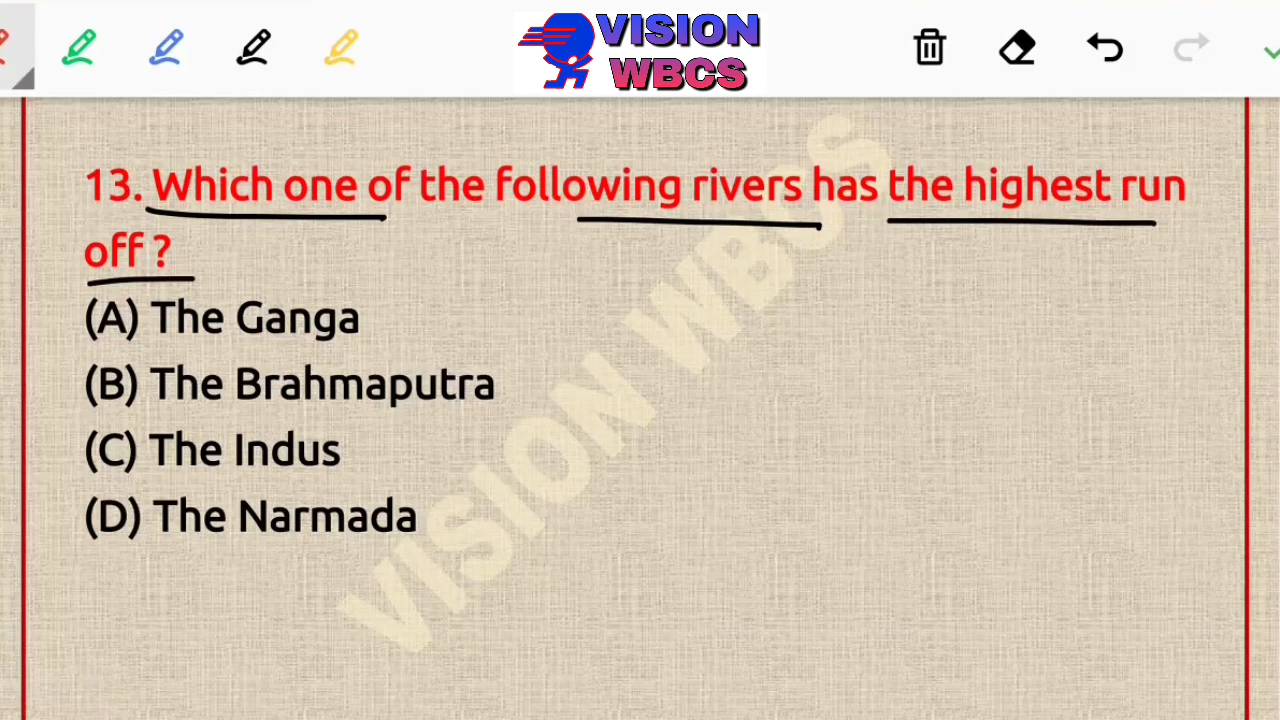 VISION
WBCS
13. Which one of the following rivers has the highest run
off ?
(A) The Ganga
(B) The Brahmaputra
(C) The Indus
(D) The Narmada
VISION WBCS